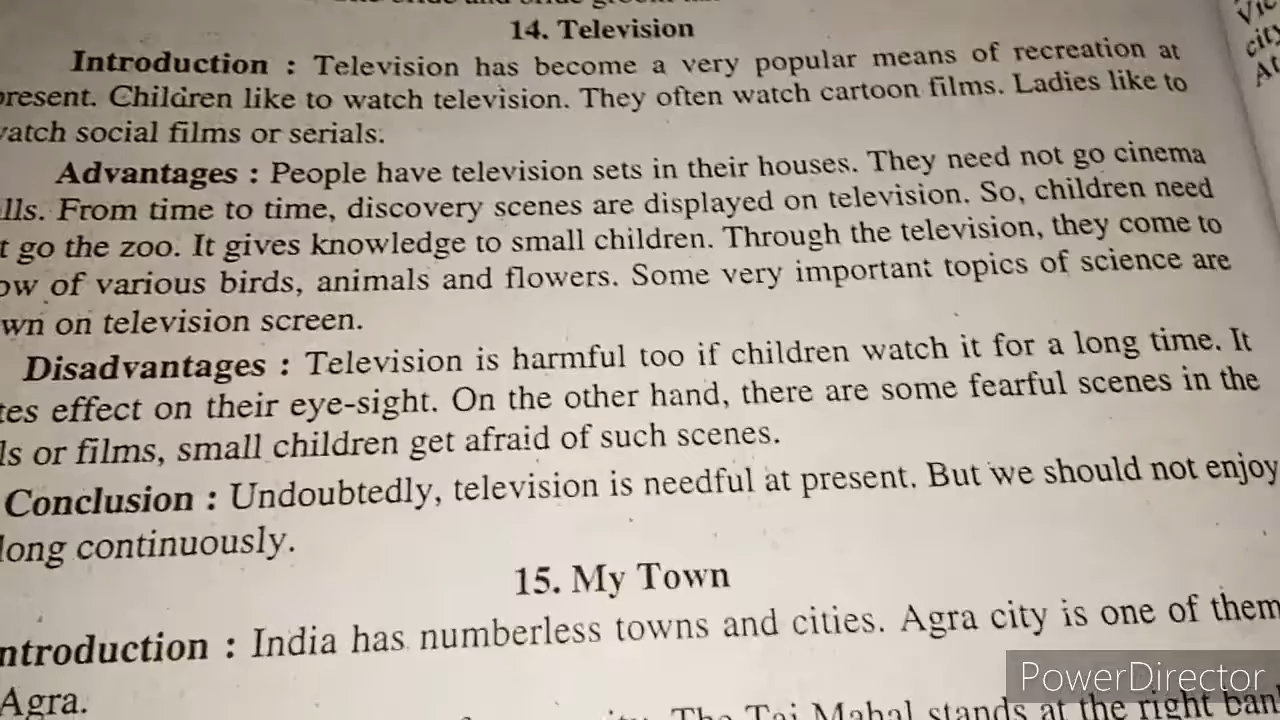 14. Television
Introduction : Television has become a very popular means of recreation at
present. Children like to watch television. They often watch cartoon films. Ladies like to
watch social films or serials.
Advantages : People have television sets in their houses. They need not go cinema
lls. From time to time, discovery scenes are displayed on television. So, children need
t go the zoo. It gives knowledge to small children. Through the television, they come to
ow of various birds, animals and flowers. Some very important topics of science are
wn on television screen.
Disadvantages : Television is harmful too if children watch it for a long time. It
tes effect on their eye-sight. On the other hand, there are some fearful scenes in the
ls or films, small children get afraid of such scenes.
Conclusion : Undoubtedly, television is needful at present. But we should not enjoy
long continuously.
15. My Town
ntroduction : India has numberless towns and cities. Agra city is one of them
Agra.
The Taj Mahal stands at the right ban
PowerDirector